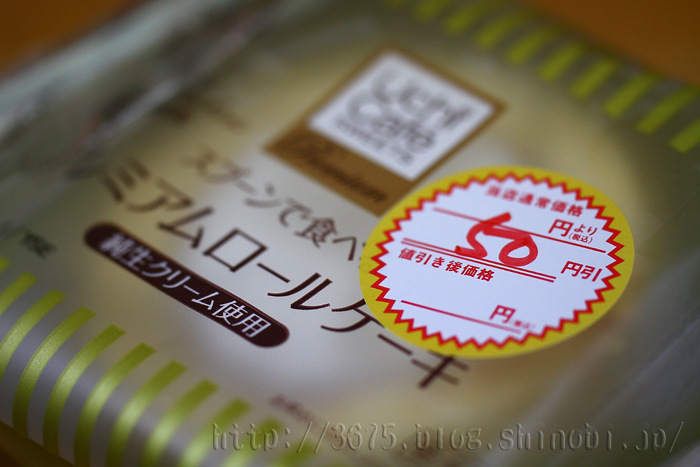 Uchi
Café
Premium
スプーンで食べ
ミアムロールケーキ
純生クリーム使用
当店通常価格
円より
(税込)
50
円引
値引き後価格
円(税込)
http://3675.blog.shinobi.jp/